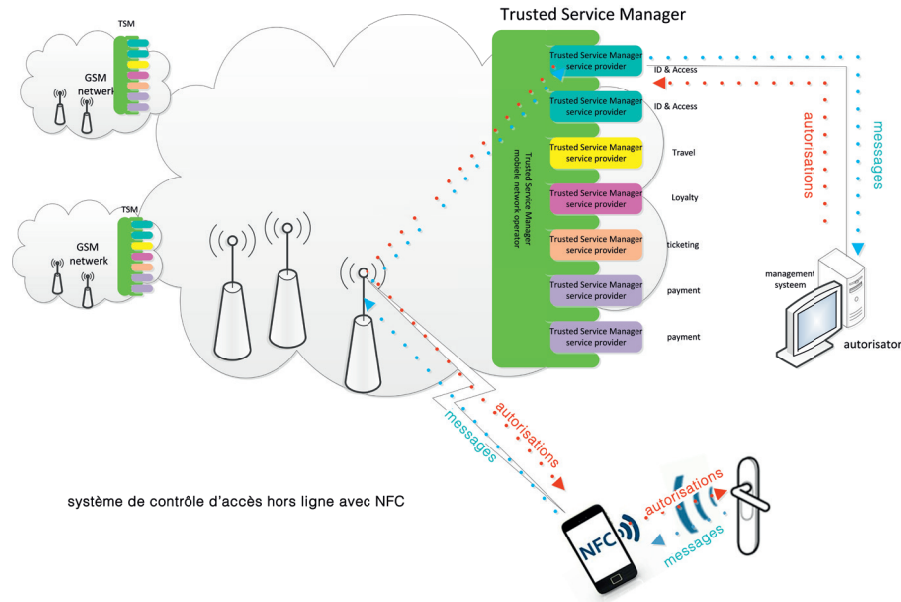 Trusted Service Manager
TSM
GSM
netwerk
TSM
GSM
netwerk
Trusted Service Manager
mobiele network operator
Trusted Service Manager
service provider
ID & Access
Trusted Service Manager
service provider
ID & Access
Trusted Service Manager
service provider
Travel
Trusted Service Manager
service provider
Loyalty
Trusted Service Manager
service provider
ticketing
Trusted Service Manager
service provider
payment
Trusted Service Manager
service provider
payment
autorisations
messages
management
systeem
autorisator
autorisations
messages
système de contrôle d'accès hors ligne avec NFC
NFC
autorisations
messages